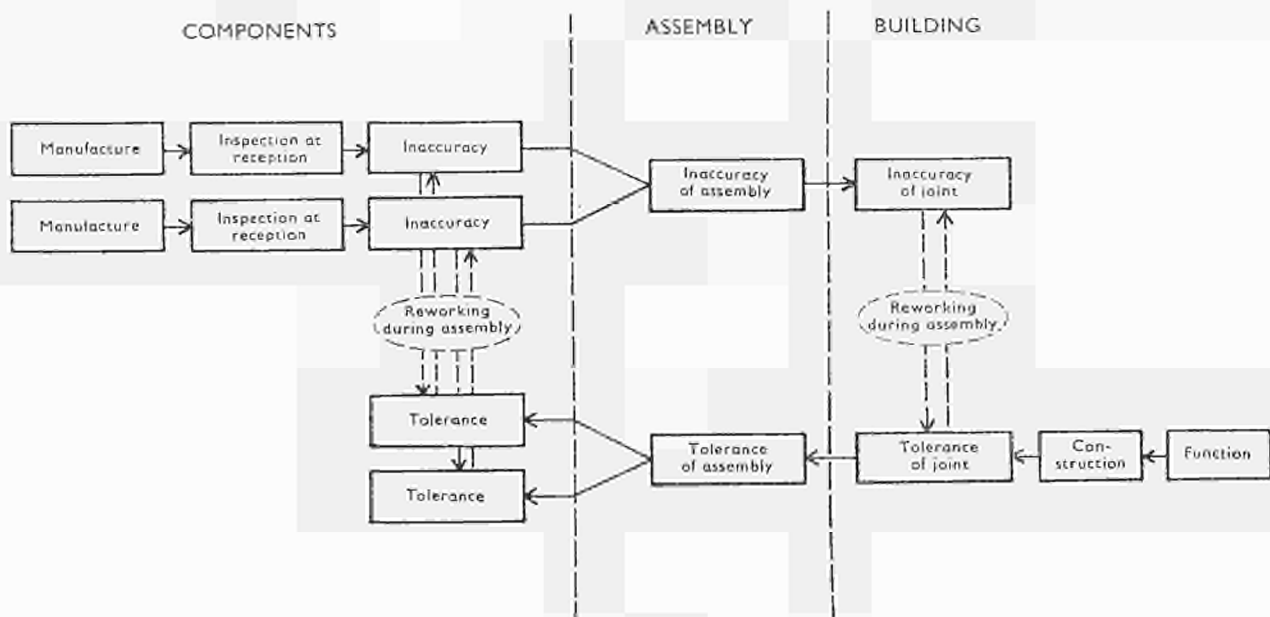 COMPONENTS
ASSEMBLY
BUILDING
Manufacture
Inspection at
reception
Inaccuracy
Manufacture
Inspection at
reception
Inaccuracy
Inaccuracy
of assembly
Inaccuracy
of joint
Reworking
during assembly
Reworking
during assembly
Tolerance
Tolerance
Tolerance
of assembly
Tolerance
of joint
Con-
struction
Function